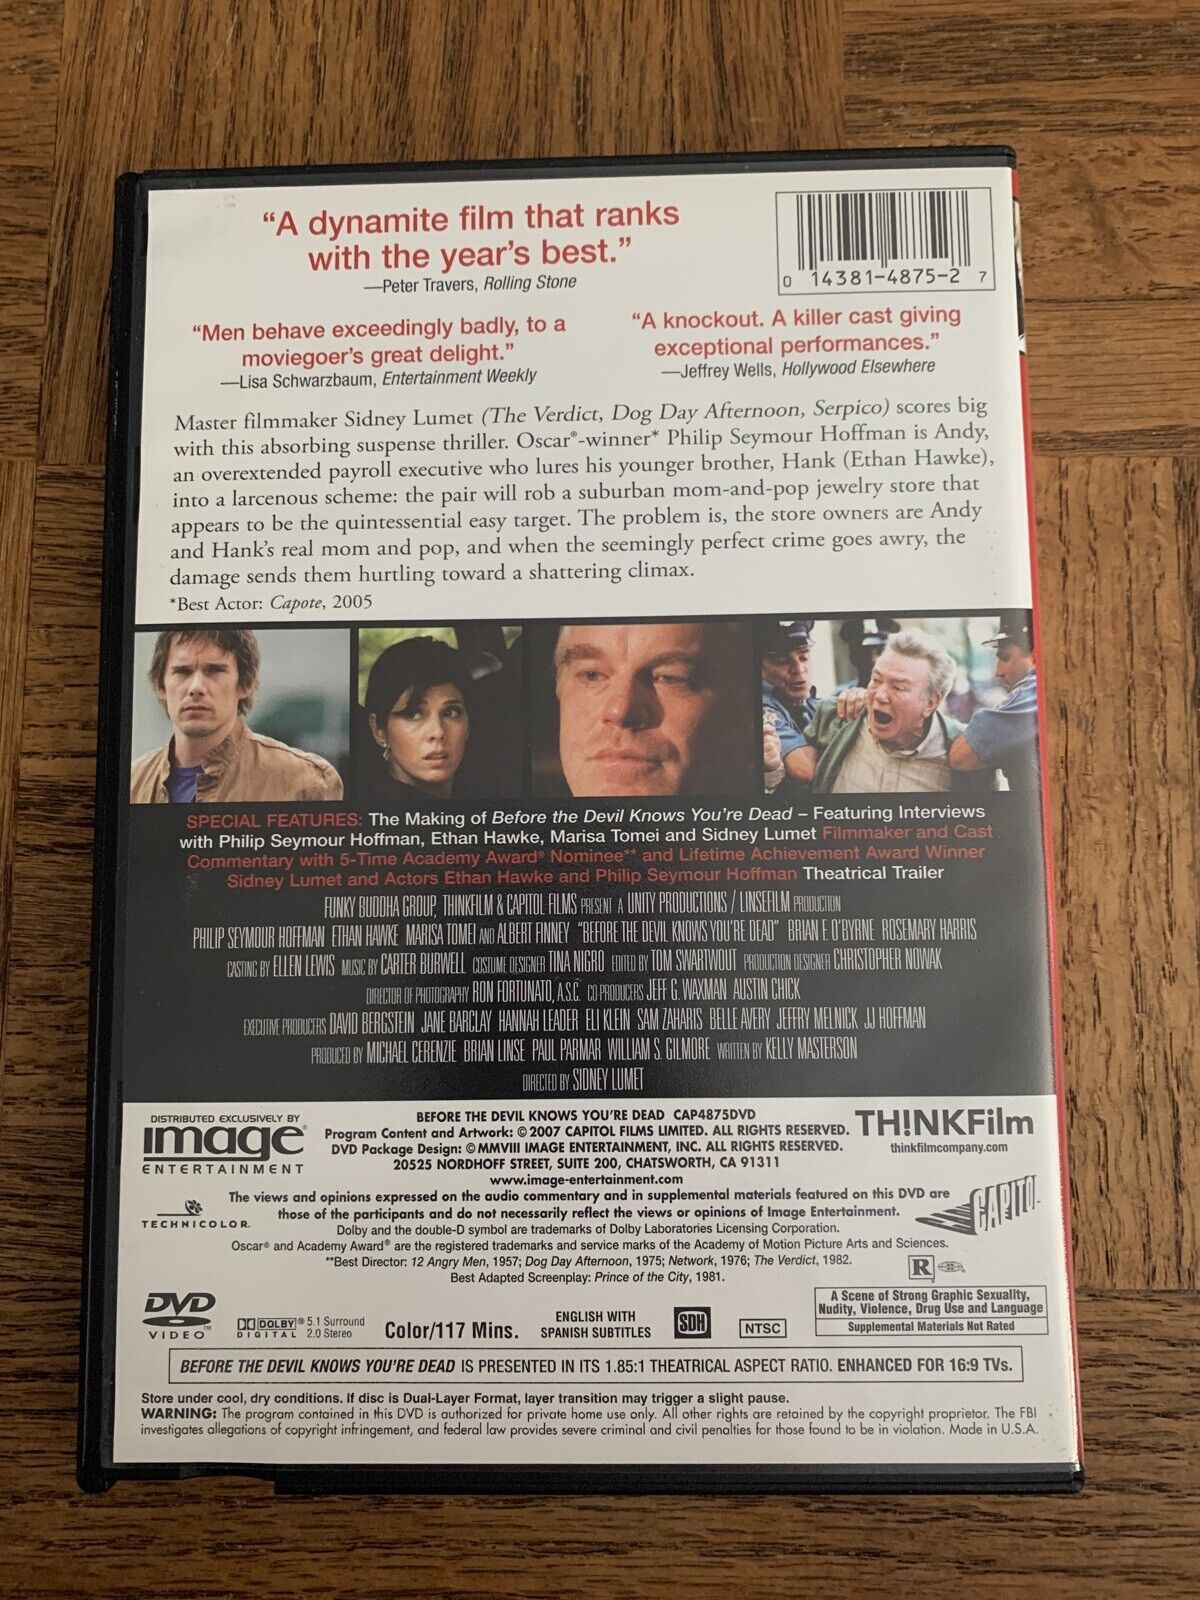 “A dynamite film that ranks
with the year’s best.”
—Peter Travers, Rolling Stone
0 14381-4875-2 7
“Men behave exceedingly badly, to a
moviegoer’s great delight.”
—Lisa Schwarzbaum, Entertainment Weekly
“A knockout. A killer cast giving
exceptional performances.”
—Jeffrey Wells, Hollywood Elsewhere
Master filmmaker Sidney Lumet (The Verdict, Dog Day Afternoon, Serpico) scores big
with this absorbing suspense thriller. Oscar®-winner* Philip Seymour Hoffman is Andy,
an overextended payroll executive who lures his younger brother, Hank (Ethan Hawke),
into a larcenous scheme: the pair will rob a suburban mom-and-pop jewelry store that
appears to be the quintessential easy target. The problem is, the store owners are Andy
and Hank’s real mom and pop, and when the seemingly perfect crime goes awry, the
damage sends them hurtling toward a shattering climax.
*Best Actor: Capote, 2005
SPECIAL FEATURES: The Making of Before the Devil Knows You’re Dead – Featuring Interviews
with Philip Seymour Hoffman, Ethan Hawke, Marisa Tomei and Sidney Lumet Filmmaker and Cast
Commentary with 5-Time Academy Award® Nominee** and Lifetime Achievement Award Winner
Sidney Lumet and Actors Ethan Hawke and Philip Seymour Hoffman Theatrical Trailer
FUNKY BUDDHA GROUP, THINKFILM & CAPITOL FILMS PRESENT A UNITY PRODUCTIONS / LINSEFILM PRODUCTION
PHILIP SEYMOUR HOFFMAN ETHAN HAWKE MARISA TOMEI AND ALBERT FINNEY “BEFORE THE DEVIL KNOWS YOU’RE DEAD” BRIAN F. O’BYRNE ROSEMARY HARRIS
CASTING BY ELLEN LEWIS MUSIC BY CARTER BURWELL COSTUME DESIGNER TINA NIGRO EDITED BY TOM SWARTWOUT PRODUCTION DESIGNER CHRISTOPHER NOWAK
DIRECTOR OF PHOTOGRAPHY RON FORTUNATO, A.S.C. CO PRODUCERS JEFF G. WAXMAN AUSTIN CHICK
EXECUTIVE PRODUCERS DAVID BERGSTEIN JANE BARCLAY HANNAH LEADER ELI KLEIN SAM ZAHARIS BELLE AVERY JEFFRY MELNICK JJ HOFFMAN
PRODUCED BY MICHAEL CERENZIE BRIAN LINSE PAUL PARMAR WILLIAM S. GILMORE WRITTEN BY KELLY MASTERSON
DIRECTED BY SIDNEY LUMET
DISTRIBUTED EXCLUSIVELY BY
image®
ENTERTAINMENT
BEFORE THE DEVIL KNOWS YOU’RE DEAD CAP4875DVD
Program Content and Artwork: © 2007 CAPITOL FILMS LIMITED. ALL RIGHTS RESERVED.
DVD Package Design: © MMVIII IMAGE ENTERTAINMENT, INC. ALL RIGHTS RESERVED.
20525 NORDHOFF STREET, SUITE 200, CHATSWORTH, CA 91311
www.image-entertainment.com
TH!NKFilm
thinkfilmcompany.com
TECHNICOLOR®
The views and opinions expressed on the audio commentary and in supplemental materials featured on this DVD are
those of the participants and do not necessarily reflect the views or opinions of Image Entertainment.
CAPITOL
Dolby and the double-D symbol are trademarks of Dolby Laboratories Licensing Corporation.
Oscar® and Academy Award® are the registered trademarks and service marks of the Academy of Motion Picture Arts and Sciences.
**Best Director: 12 Angry Men, 1957; Dog Day Afternoon, 1975; Network, 1976; The Verdict, 1982.
Best Adapted Screenplay: Prince of the City, 1981.
R
A Scene of Strong Graphic Sexuality,
Nudity, Violence, Drug Use and Language
Supplemental Materials Not Rated
DVD
VIDEO™
DOLBY®
DIGITAL
5.1 Surround
2.0 Stereo
Color/117 Mins.
ENGLISH WITH
SPANISH SUBTITLES
SDH
NTSC
BEFORE THE DEVIL KNOWS YOU’RE DEAD IS PRESENTED IN ITS 1.85:1 THEATRICAL ASPECT RATIO. ENHANCED FOR 16:9 TVs.
Store under cool, dry conditions. If disc is Dual-Layer Format, layer transition may trigger a slight pause.
WARNING: The program contained in this DVD is authorized for private home use only. All other rights are retained by the copyright proprietor. The FBI
investigates allegations of copyright infringement, and federal law provides severe criminal and civil penalties for those found to be in violation. Made in U.S.A.